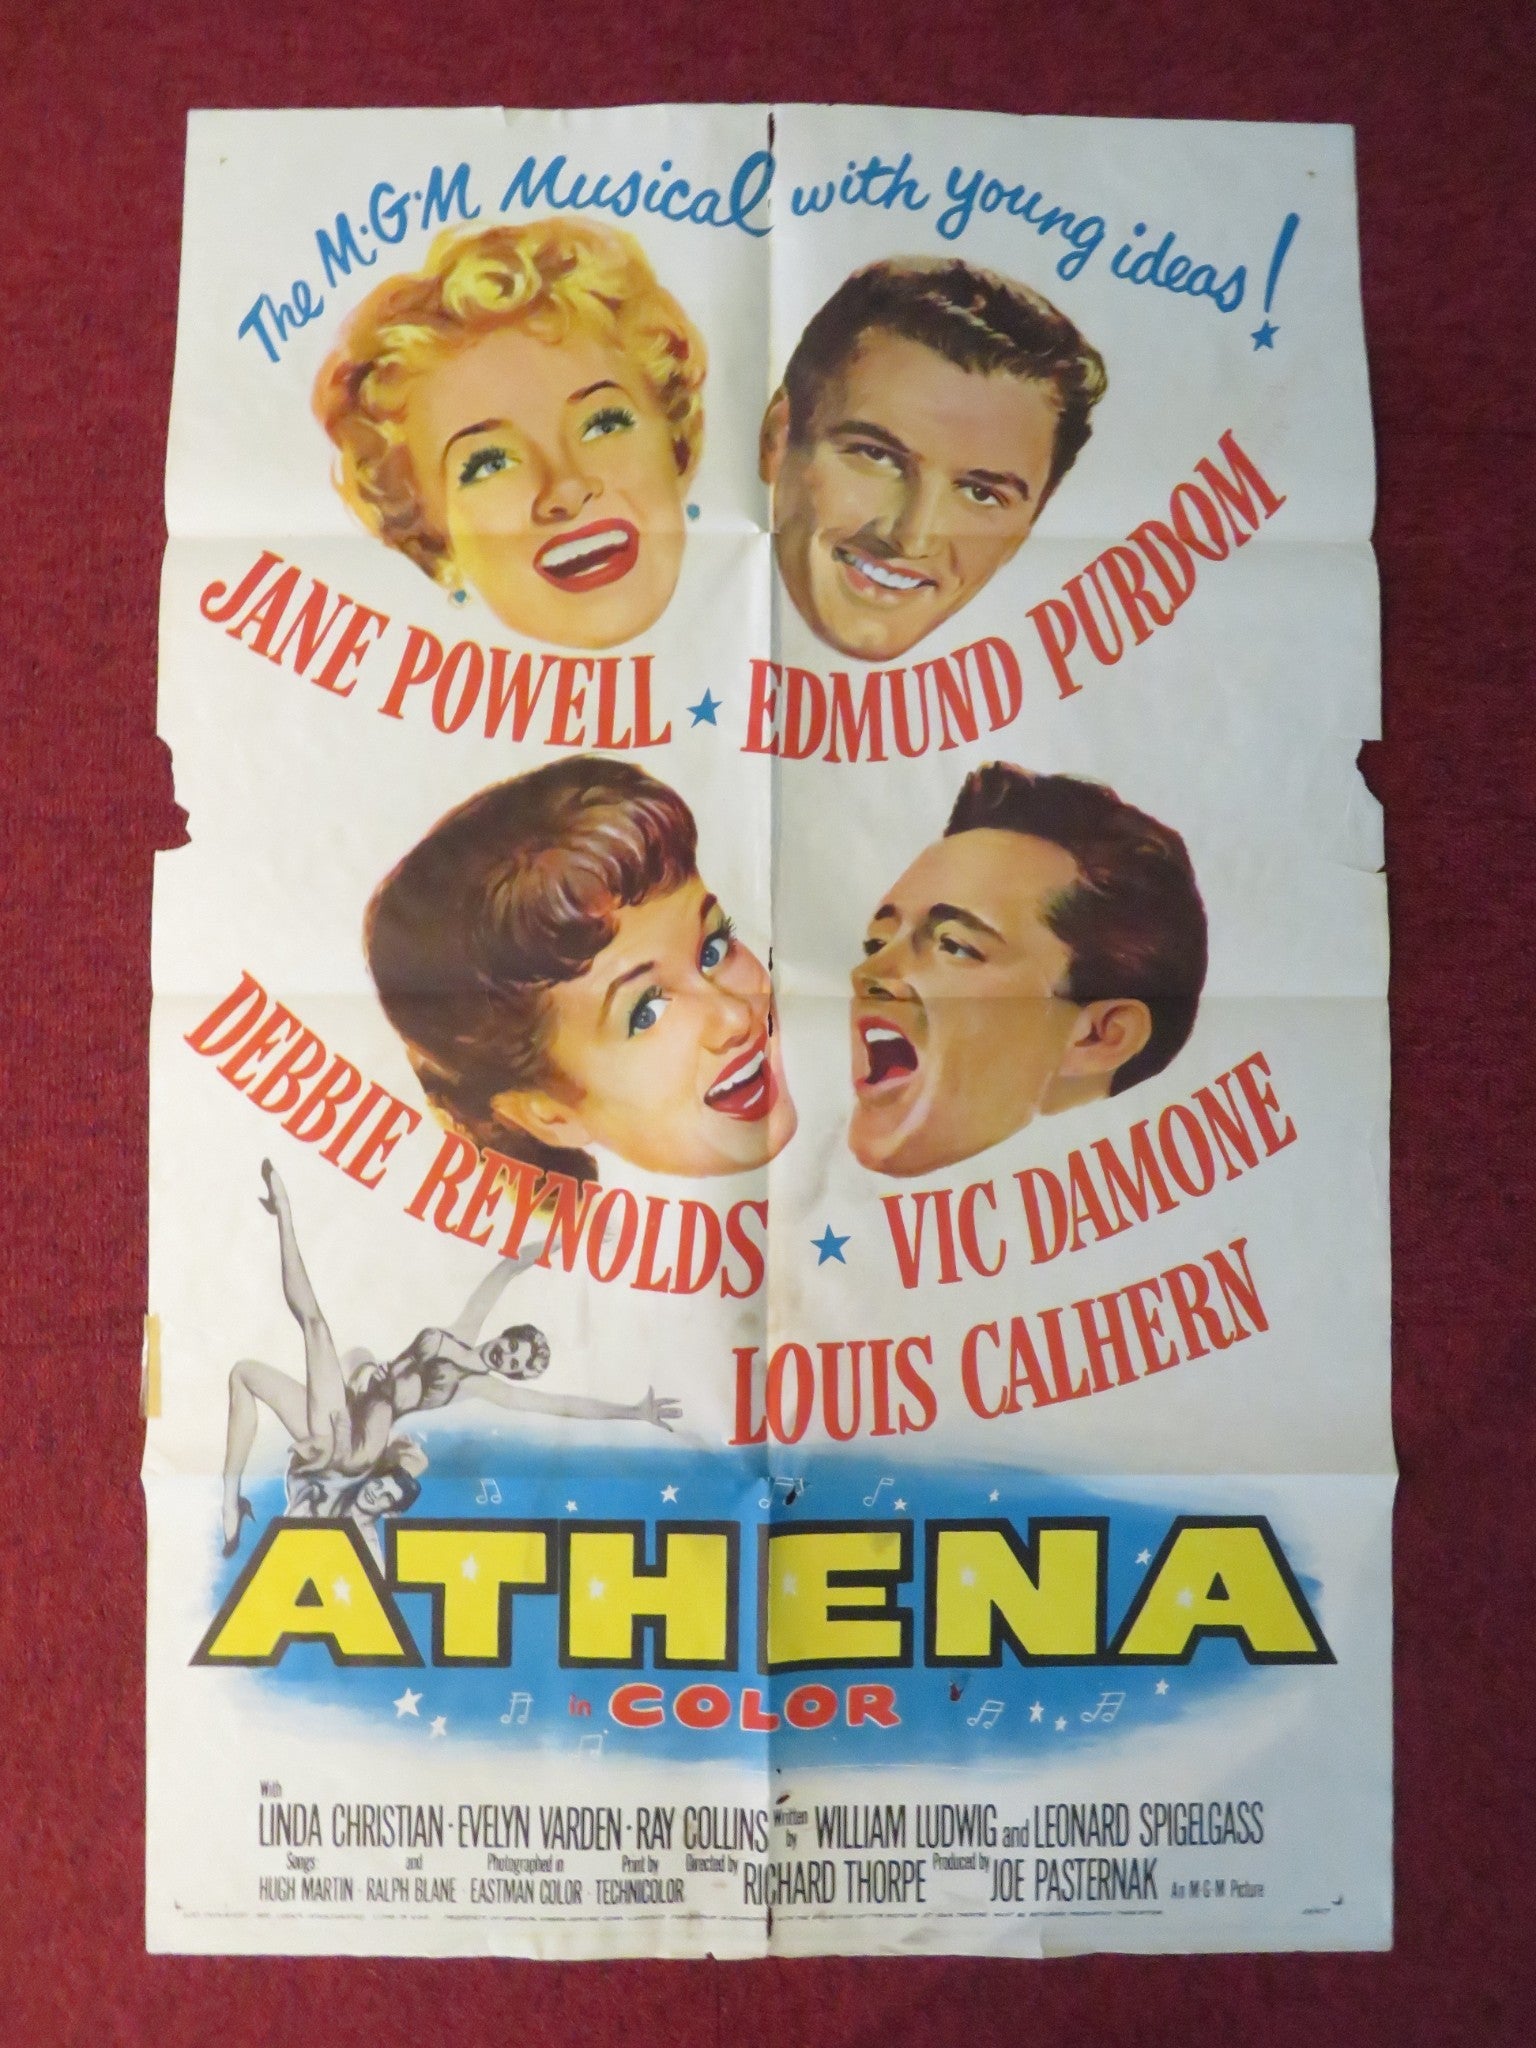 The M·G·M Musical with young ideas!
JANE POWELL ★ EDMUND PURDOM
DEBBIE REYNOLDS ★ VIC DAMONE
LOUIS CALHERN
ATHENA
in COLOR
With
LINDA CHRISTIAN · EVELYN VARDEN · RAY COLLINS Written by WILLIAM LUDWIG and LEONARD SPIGELGASS
Songs and Photographed in Print by Directed by RICHARD THORPE Produced by JOE PASTERNAK An M·G·M Picture
HUGH MARTIN · RALPH BLANE · EASTMAN COLOR · TECHNICOLOR